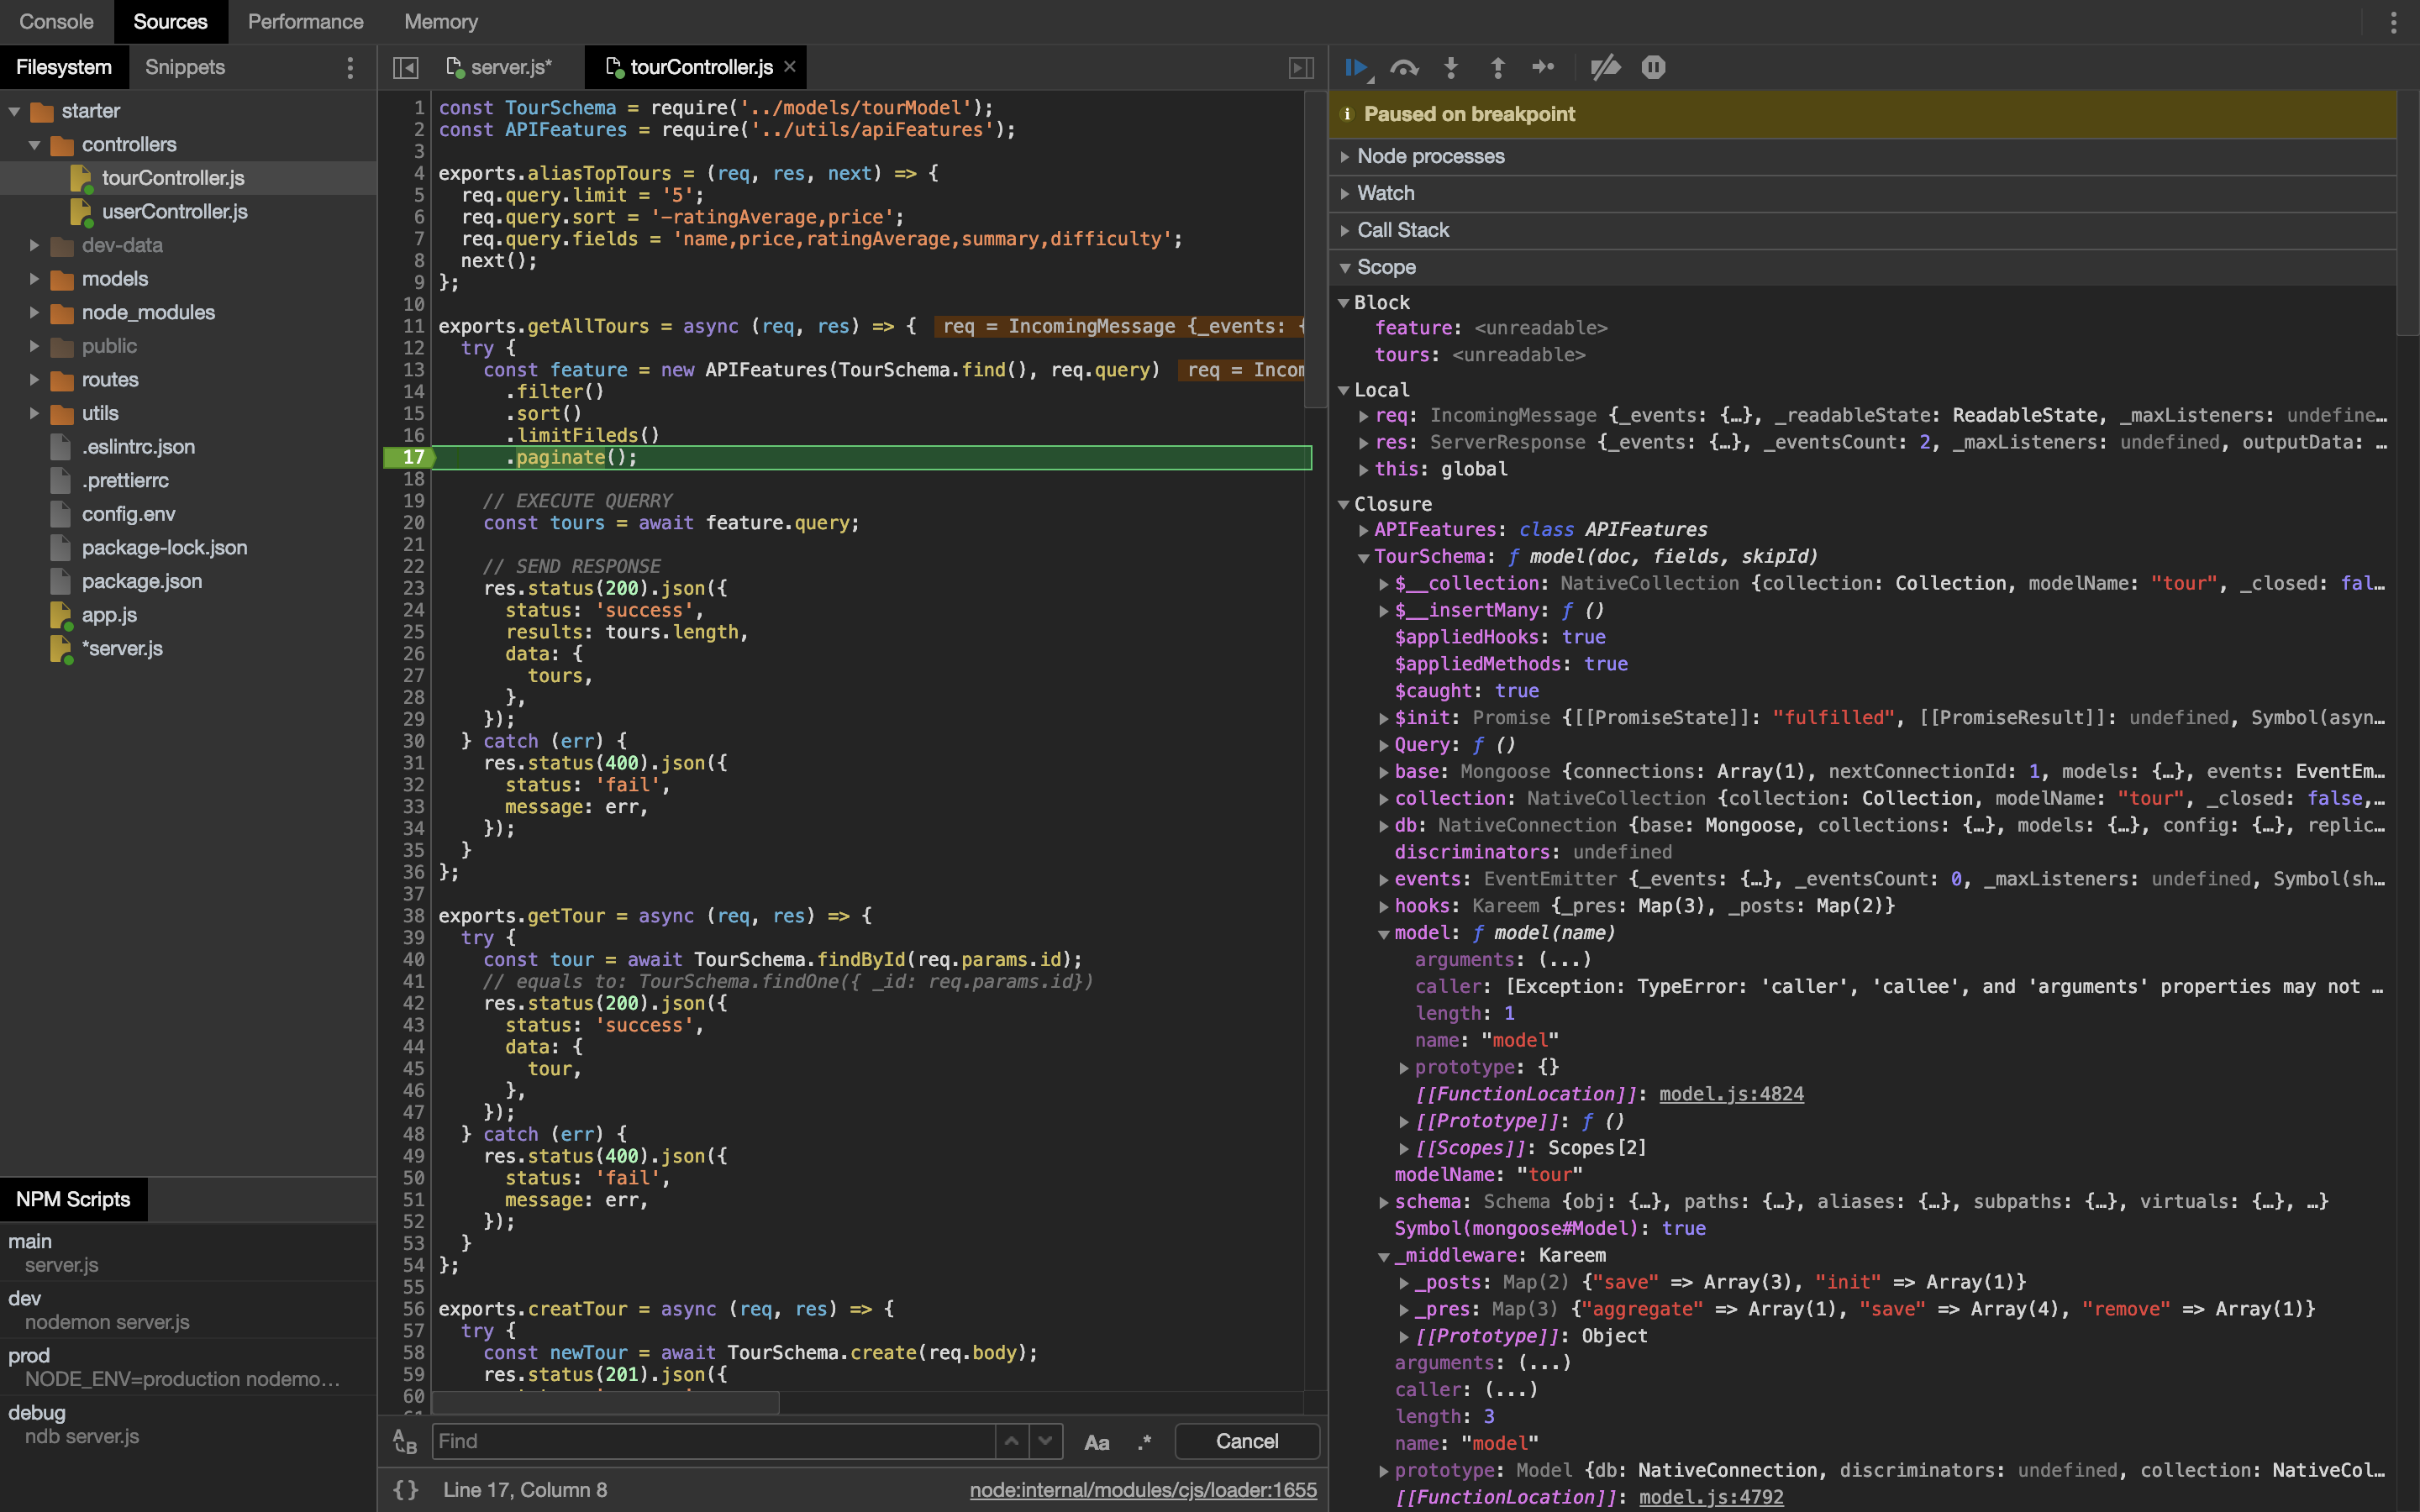 Console Sources Performance Memory
Filesystem Snippets
starter
controllers
tourController.js
userController.js
dev-data
models
node_modules
public
routes
utils
.eslintrc.json
.prettierrc
config.env
package-lock.json
package.json
app.js
*server.js
NPM Scripts
main
server.js
dev
nodemon server.js
prod
NODE_ENV=production nodemo…
debug
ndb server.js
server.js* tourController.js ×
1 const TourSchema = require('../models/tourModel');
2 const APIFeatures = require('../utils/apiFeatures');
3
4 exports.aliasTopTours = (req, res, next) => {
5 req.query.limit = '5';
6 req.query.sort = '-ratingAverage,price';
7 req.query.fields = 'name,price,ratingAverage,summary,difficulty';
8 next();
9 };
10
11 exports.getAllTours = async (req, res) => { req = IncomingMessage {_events: {
12 try {
13 const feature = new APIFeatures(TourSchema.find(), req.query) req = Incom
14 .filter()
15 .sort()
16 .limitFileds()
17 .paginate();
18
19 // EXECUTE QUERRY
20 const tours = await feature.query;
21
22 // SEND RESPONSE
23 res.status(200).json({
24 status: 'success',
25 results: tours.length,
26 data: {
27 tours,
28 },
29 });
30 } catch (err) {
31 res.status(400).json({
32 status: 'fail',
33 message: err,
34 });
35 }
36 };
37
38 exports.getTour = async (req, res) => {
39 try {
40 const tour = await TourSchema.findById(req.params.id);
41 // equals to: TourSchema.findOne({ _id: req.params.id})
42 res.status(200).json({
43 status: 'success',
44 data: {
45 tour,
46 },
47 });
48 } catch (err) {
49 res.status(400).json({
50 status: 'fail',
51 message: err,
52 });
53 }
54 };
55
56 exports.creatTour = async (req, res) => {
57 try {
58 const newTour = await TourSchema.create(req.body);
59 res.status(201).json({
60
Find Aa .* Cancel
{} Line 17, Column 8 node:internal/modules/cjs/loader:1655
Paused on breakpoint
Node processes
Watch
Call Stack
Scope
Block
feature: <unreadable>
tours: <unreadable>
Local
req: IncomingMessage {_events: {…}, _readableState: ReadableState, _maxListeners: undefine…
res: ServerResponse {_events: {…}, _eventsCount: 2, _maxListeners: undefined, outputData: …
this: global
Closure
APIFeatures: class APIFeatures
TourSchema: ƒ model(doc, fields, skipId)
$__collection: NativeCollection {collection: Collection, modelName: "tour", _closed: fal…
$__insertMany: ƒ ()
$appliedHooks: true
$appliedMethods: true
$caught: true
$init: Promise {[[PromiseState]]: "fulfilled", [[PromiseResult]]: undefined, Symbol(asyn…
Query: ƒ ()
base: Mongoose {connections: Array(1), nextConnectionId: 1, models: {…}, events: EventEm…
collection: NativeCollection {collection: Collection, modelName: "tour", _closed: false,…
db: NativeConnection {base: Mongoose, collections: {…}, models: {…}, config: {…}, replic…
discriminators: undefined
events: EventEmitter {_events: {…}, _eventsCount: 0, _maxListeners: undefined, Symbol(sh…
hooks: Kareem {_pres: Map(3), _posts: Map(2)}
model: ƒ model(name)
arguments: (...)
caller: [Exception: TypeError: 'caller', 'callee', and 'arguments' properties may not …
length: 1
name: "model"
prototype: {}
[[FunctionLocation]]: model.js:4824
[[Prototype]]: ƒ ()
[[Scopes]]: Scopes[2]
modelName: "tour"
schema: Schema {obj: {…}, paths: {…}, aliases: {…}, subpaths: {…}, virtuals: {…}, …}
Symbol(mongoose#Model): true
_middleware: Kareem
_posts: Map(2) {"save" => Array(3), "init" => Array(1)}
_pres: Map(3) {"aggregate" => Array(1), "save" => Array(4), "remove" => Array(1)}
[[Prototype]]: Object
arguments: (...)
caller: (...)
length: 3
name: "model"
prototype: Model {db: NativeConnection, discriminators: undefined, collection: NativeCol…
[[FunctionLocation]]: model.js:4792